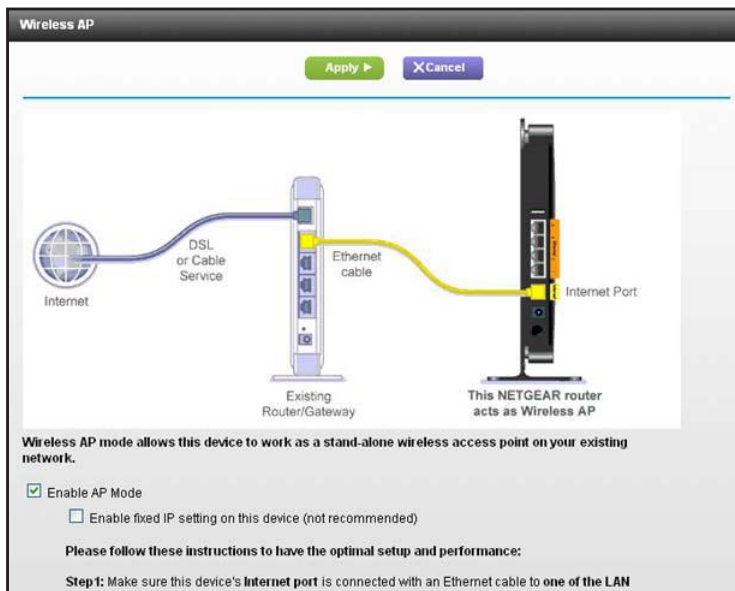 Wireless AP
Apply ▶
X Cancel
DSL
or Cable
Service
Ethernet
cable
Internet
Internet Port
Existing
Router/Gateway
This NETGEAR router
acts as Wireless AP
Wireless AP mode allows this device to work as a stand-alone wireless access point on your existing
network.
Enable AP Mode
Enable fixed IP setting on this device (not recommended)
Please follow these instructions to have the optimal setup and performance:
Step1: Make sure this device's Internet port is connected with an Ethernet cable to one of the LAN